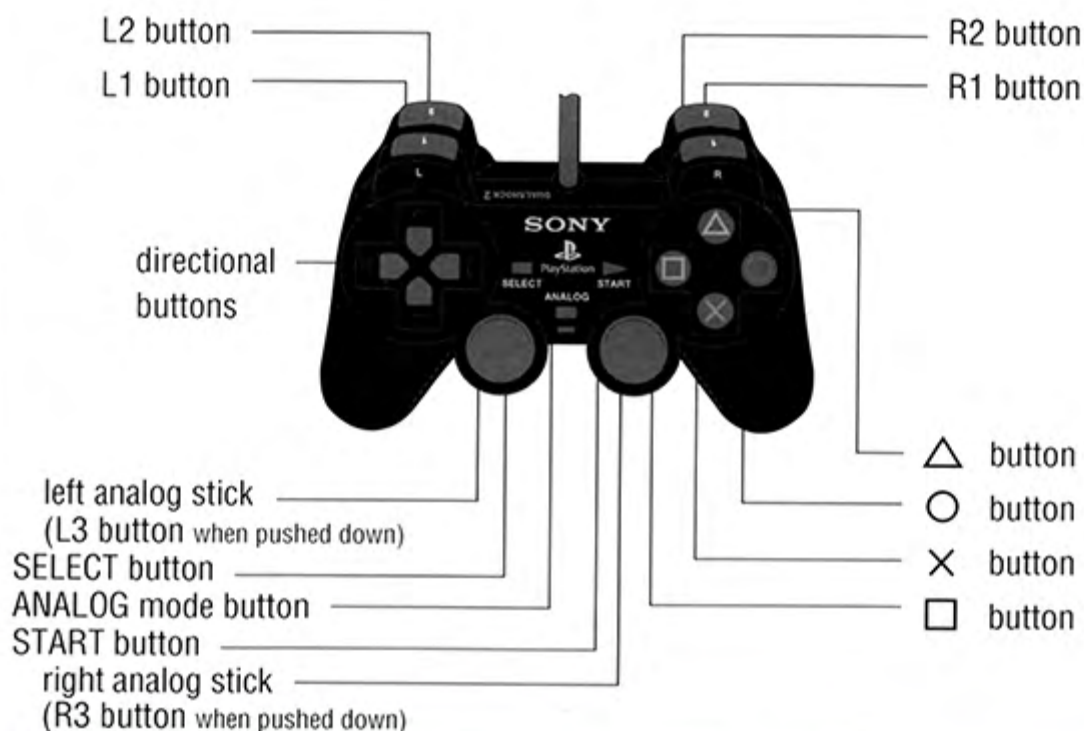 L2 button
L1 button
R2 button
R1 button
L
R
DUALSHOCK 2
SONY
PlayStation
SELECT
START
ANALOG
directional
buttons
left analog stick
(L3 button when pushed down)
SELECT button
ANALOG mode button
START button
right analog stick
(R3 button when pushed down)
△ button
○ button
✕ button
□ button